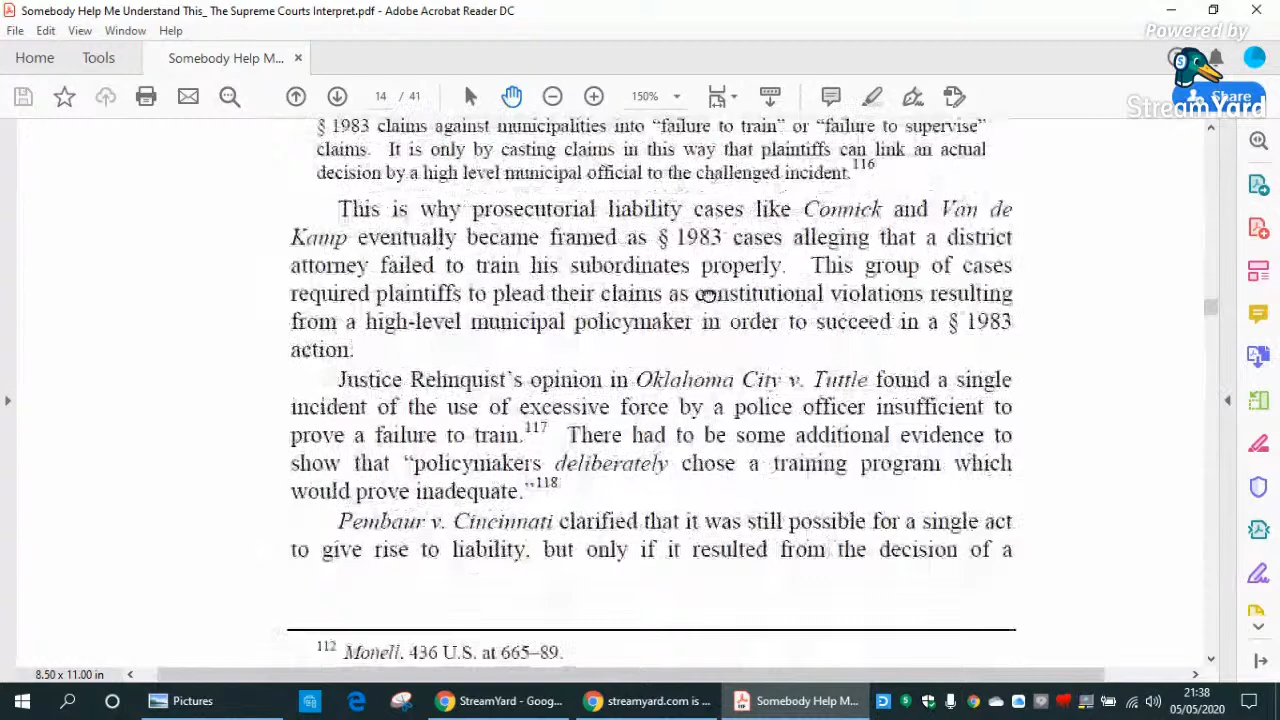 Somebody Help Me Understand This_ The Supreme Courts Interpret.pdf - Adobe Acrobat Reader DC
File Edit View Window Help
Powered by
Home Tools Somebody Help M... ×
14 / 41 150% Share
StreamYard
§ 1983 claims against municipalities into “failure to train” or “failure to supervise”
claims. It is only by casting claims in this way that plaintiffs can link an actual
decision by a high level municipal official to the challenged incident.116
This is why prosecutorial liability cases like Connick and Van de
Kamp eventually became framed as § 1983 cases alleging that a district
attorney failed to train his subordinates properly. This group of cases
required plaintiffs to plead their claims as constitutional violations resulting
from a high-level municipal policymaker in order to succeed in a § 1983
action.
Justice Rehnquist’s opinion in Oklahoma City v. Tuttle found a single
incident of the use of excessive force by a police officer insufficient to
prove a failure to train.117 There had to be some additional evidence to
show that “policymakers deliberately chose a training program which
would prove inadequate.”118
Pembaur v. Cincinnati clarified that it was still possible for a single act
to give rise to liability, but only if it resulted from the decision of a
112 Monell, 436 U.S. at 665–89.
8.50 x 11.00 in
Pictures StreamYard - Goog... streamyard.com is ... Somebody Help M... 21:38
05/05/2020